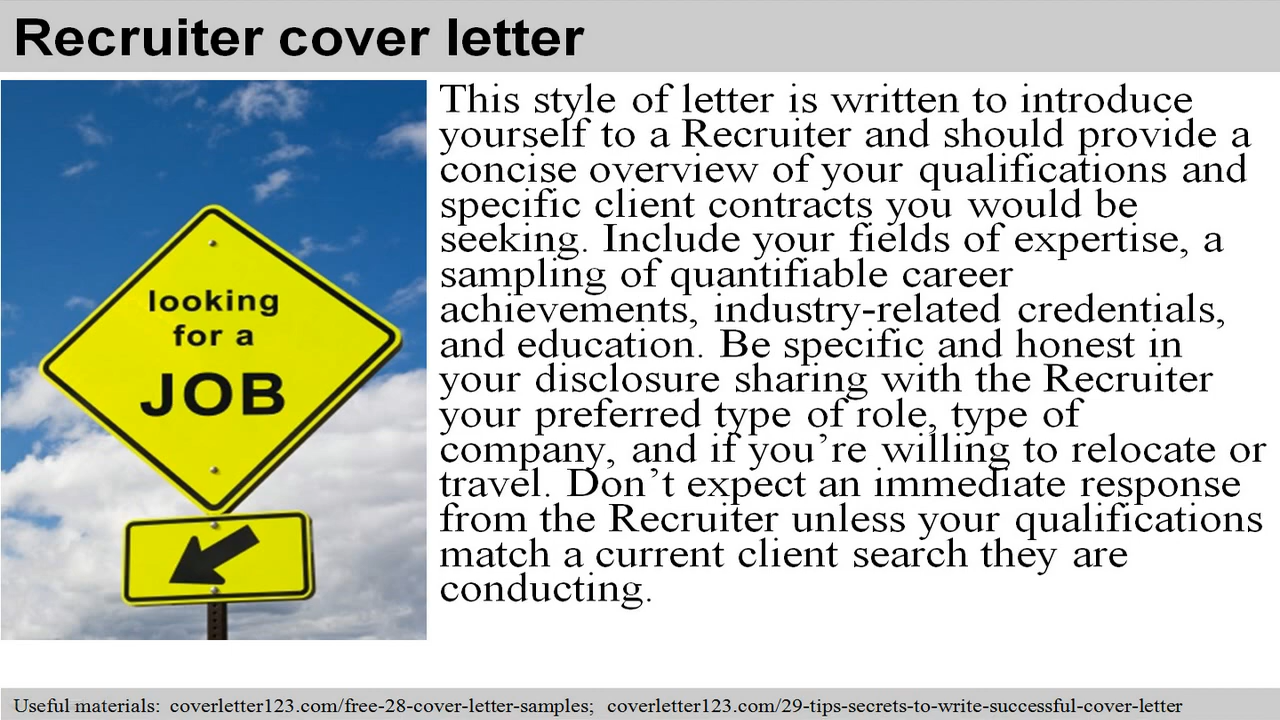 Recruiter cover letter
looking
for a
JOB
This style of letter is written to introduce
yourself to a Recruiter and should provide a
concise overview of your qualifications and
specific client contracts you would be
seeking. Include your fields of expertise, a
sampling of quantifiable career
achievements, industry-related credentials,
and education. Be specific and honest in
your disclosure sharing with the Recruiter
your preferred type of role, type of
company, and if you’re willing to relocate or
travel. Don’t expect an immediate response
from the Recruiter unless your qualifications
match a current client search they are
conducting.
Useful materials: coverletter123.com/free-28-cover-letter-samples; coverletter123.com/29-tips-secrets-to-write-successful-cover-letter